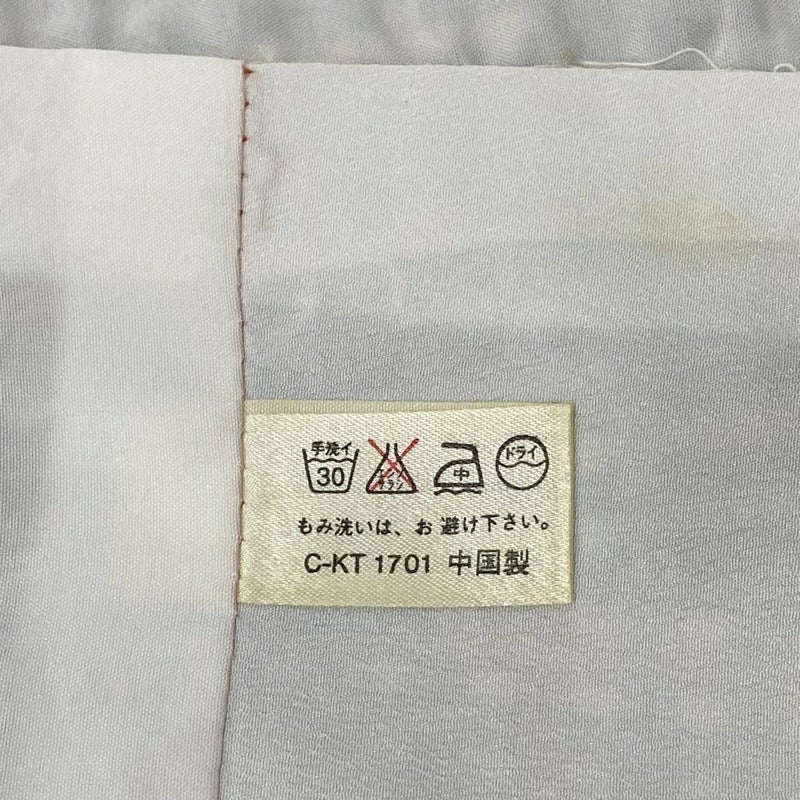 手洗イ 30 エンソ サラシ 中 ドライ
もみ洗いは、お避け下さい。
C-KT 1701 中国製